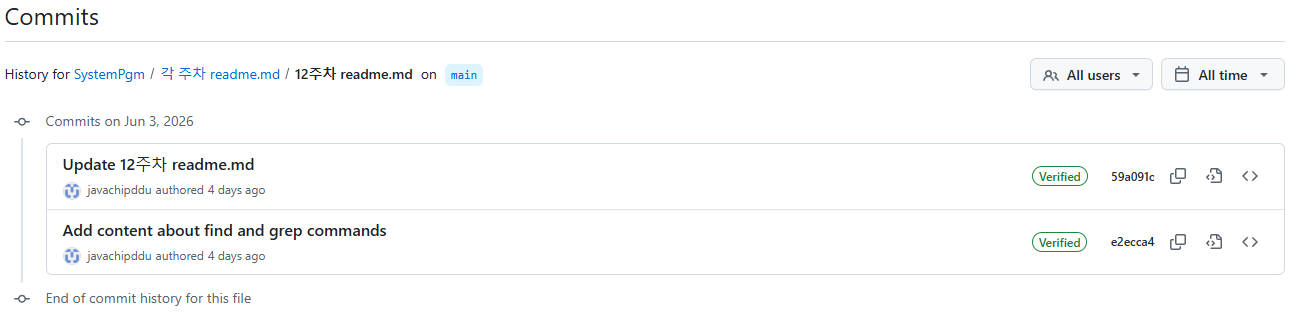 Commits
History for SystemPgm / 각 주차 readme.md / 12주차 readme.md on main
All users
All time
Commits on Jun 3, 2026
Update 12주차 readme.md
javachipddu authored 4 days ago
Verified
59a091c
Add content about find and grep commands
javachipddu authored 4 days ago
Verified
e2ecca4
End of commit history for this file